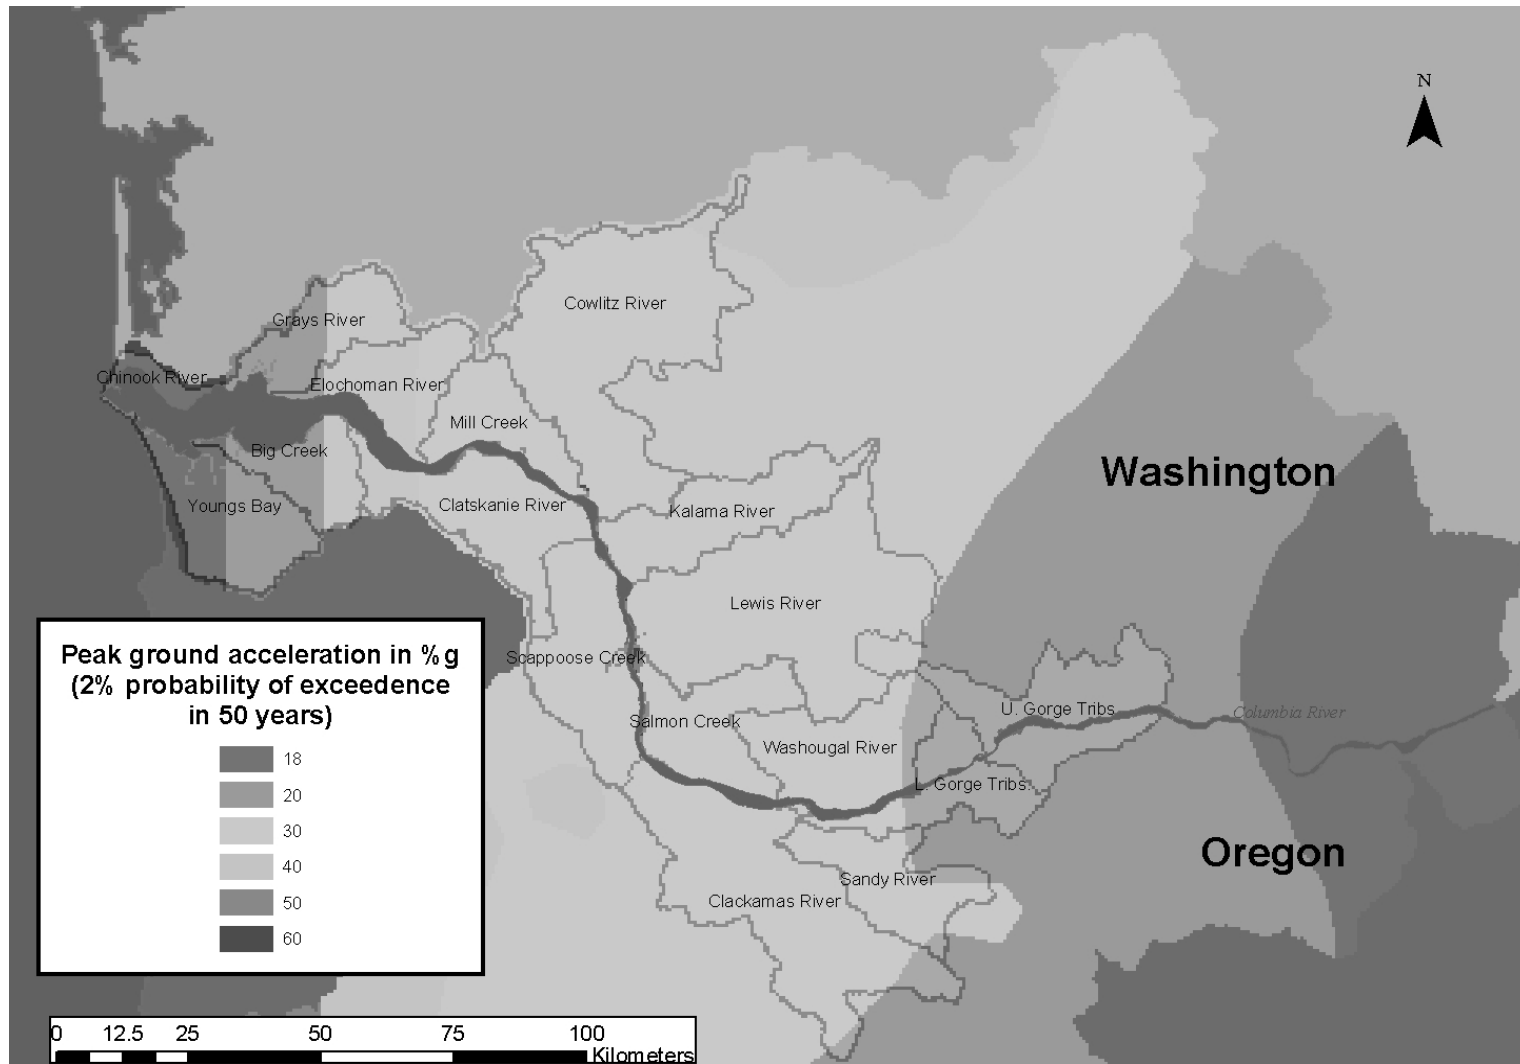 N
Cowlitz River
Grays River
Chinook River
Elochoman River
Mill Creek
Big Creek
Washington
Youngs Bay
Clatskanie River
Kalama River
Lewis River
Scappoose Creek
Salmon Creek
U. Gorge Tribs.
Columbia River
Washougal River
L. Gorge Tribs.
Oregon
Sandy River
Clackamas River
Peak ground acceleration in %g
(2% probability of exceedence
in 50 years)
18
20
30
40
50
60
0 12.5 25 50 75 100
Kilometers